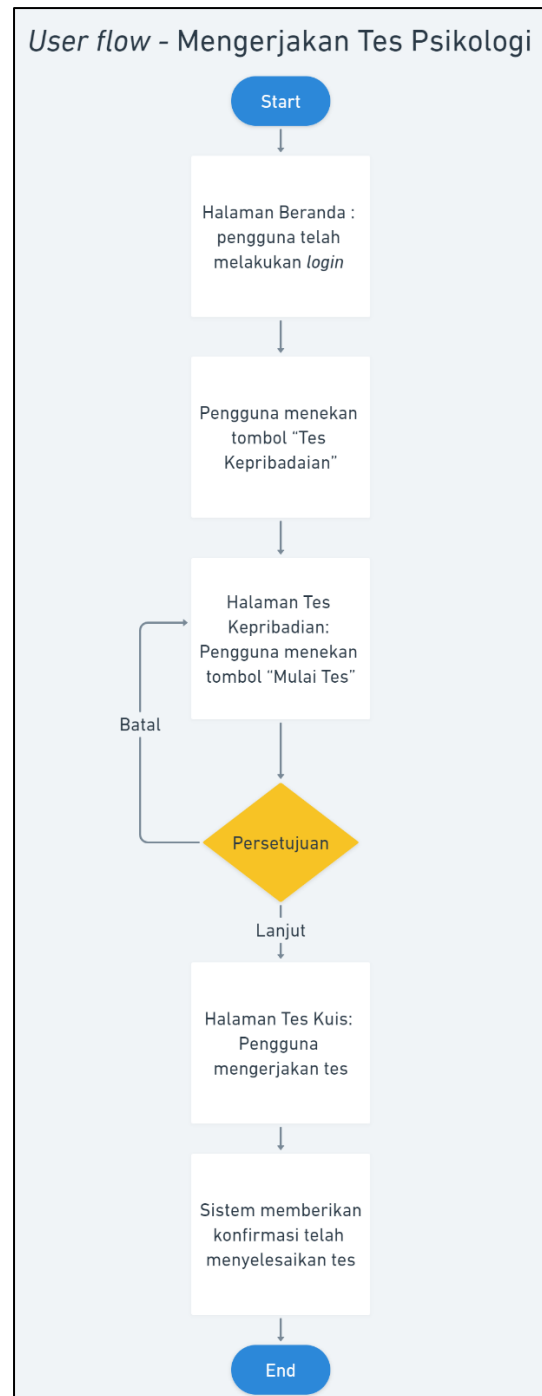 User flow - Mengerjakan Tes Psikologi
Start
Halaman Beranda :
pengguna telah
melakukan login
Pengguna menekan
tombol “Tes
Kepribadaian”
Halaman Tes
Kepribadian:
Pengguna menekan
tombol “Mulai Tes”
Batal
Persetujuan
Lanjut
Halaman Tes Kuis:
Pengguna
mengerjakan tes
Sistem memberikan
konfirmasi telah
menyelesaikan tes
End